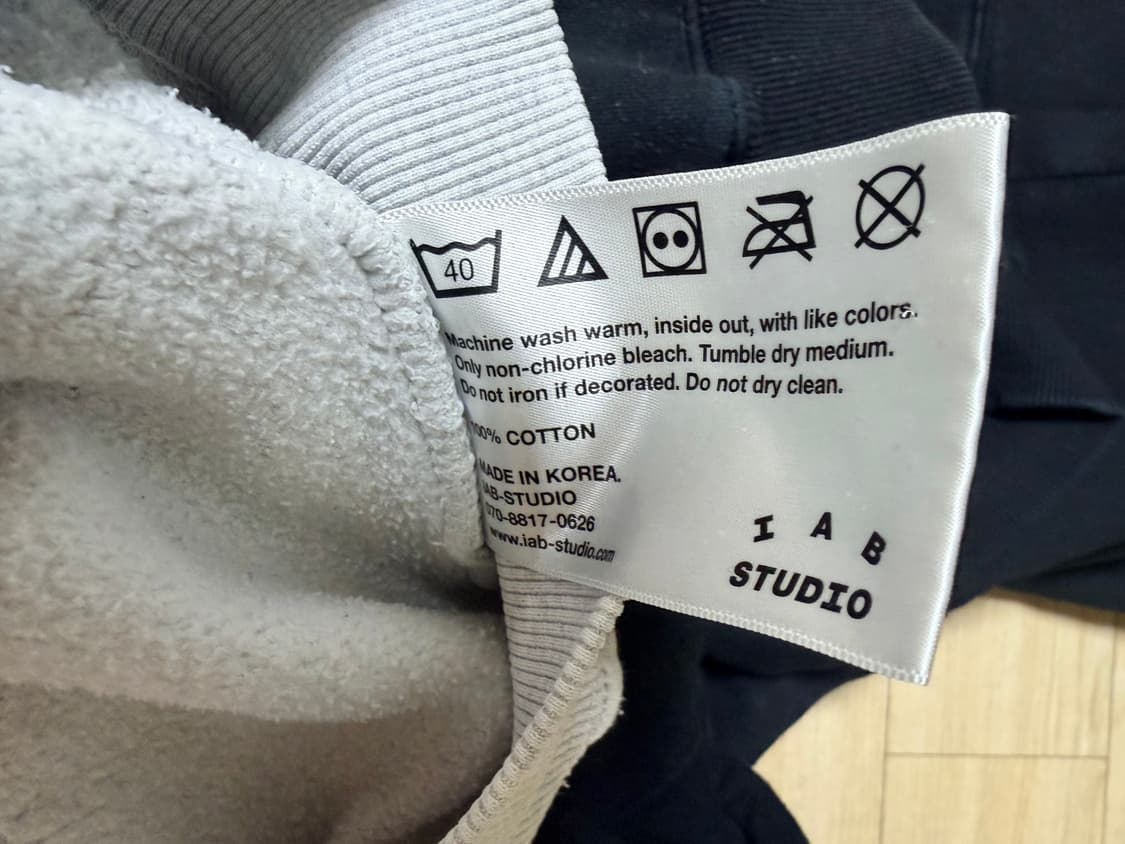 40
Machine wash warm, inside out, with like colors.
Only non-chlorine bleach. Tumble dry medium.
Do not iron if decorated. Do not dry clean.
100% COTTON
MADE IN KOREA.
IAB-STUDIO
070-8817-0626
www.iab-studio.com
I A B
STUDIO